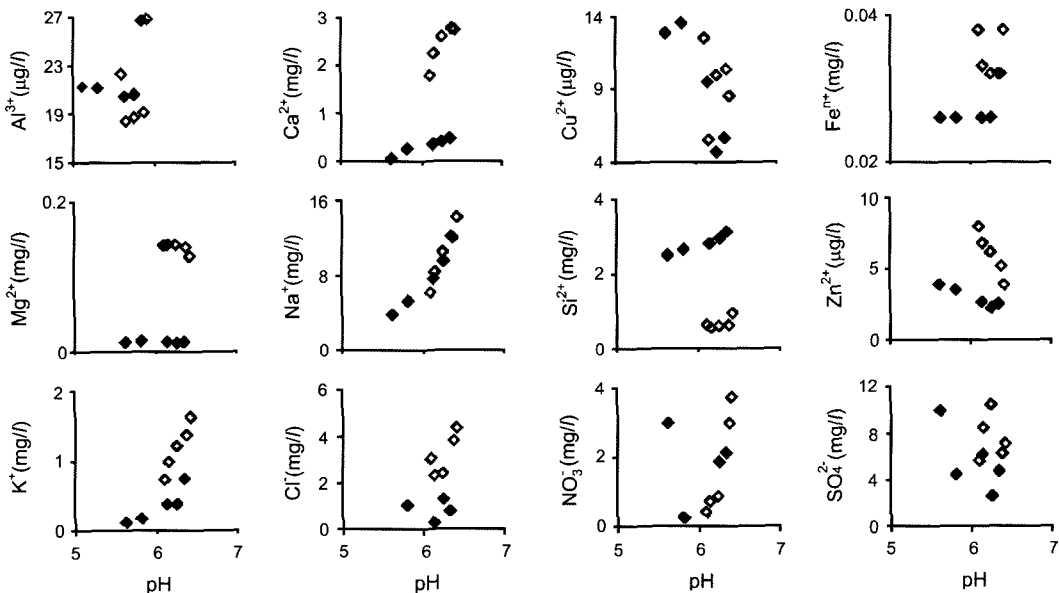 Al³⁺(µg/l)
27
23
19
15
Ca²⁺(mg/l)
3
2
1
0
Cu²⁺(µg/l)
14
9
4
Feⁿ⁺(mg/l)
0.04
0.02
Mg²⁺(mg/l)
0.2
0
Na⁺(mg/l)
16
12
8
4
0
Si²⁺(mg/l)
4
2
0
Zn²⁺(µg/l)
10
5
0
K⁺(mg/l)
2
1
0
5 6 7
pH
Cl⁻(mg/l)
6
4
2
0
5 6 7
pH
NO₃⁻(mg/l)
4
2
0
5 6 7
pH
SO₄²⁻(mg/l)
12
8
4
0
5 6 7
pH